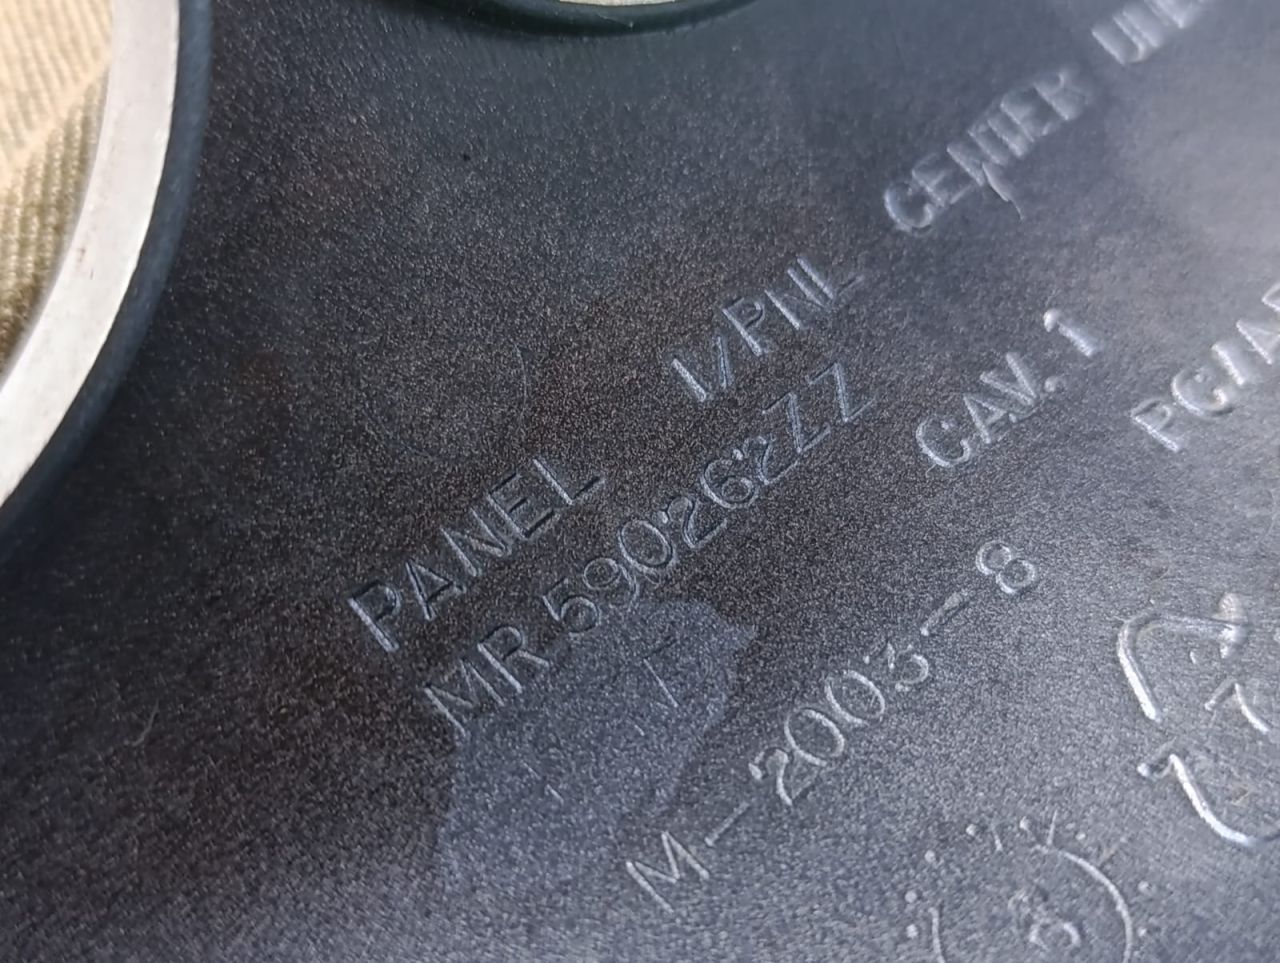 PANEL I/PNL CENTER
MR 590262ZZ CAV.1
M-2003-8